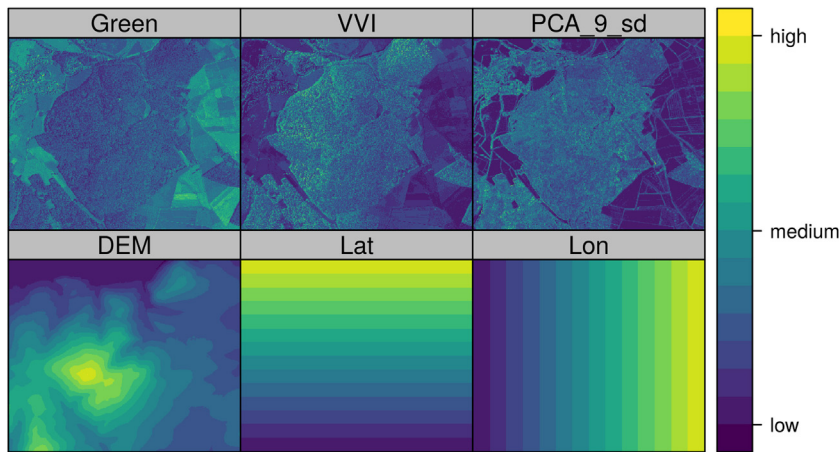 Green
VVI
PCA_9_sd
high
medium
DEM
Lat
Lon
low